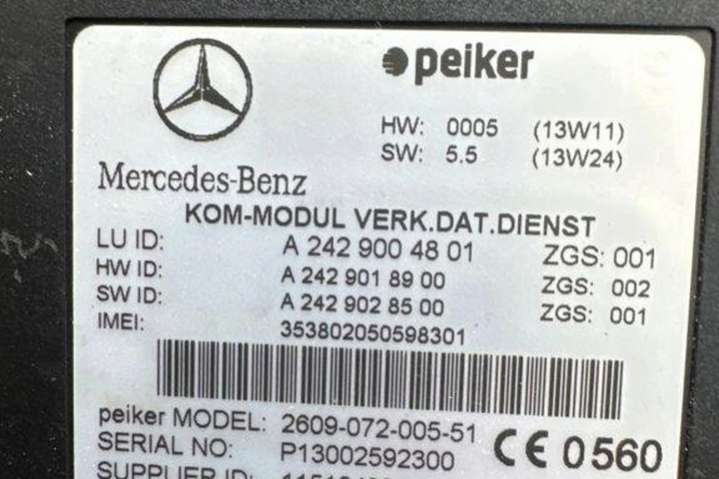 peiker
HW: 0005 (13W11)
SW: 5.5 (13W24)
Mercedes-Benz
KOM-MODUL VERK.DAT.DIENST
LU ID: A 242 900 48 01 ZGS: 001
HW ID: A 242 901 89 00 ZGS: 002
SW ID: A 242 902 85 00 ZGS: 001
IMEI: 353802050598301
peiker MODEL: 2609-072-005-51
SERIAL NO: P13002592300 CE 0560
SUPPLIER ID: